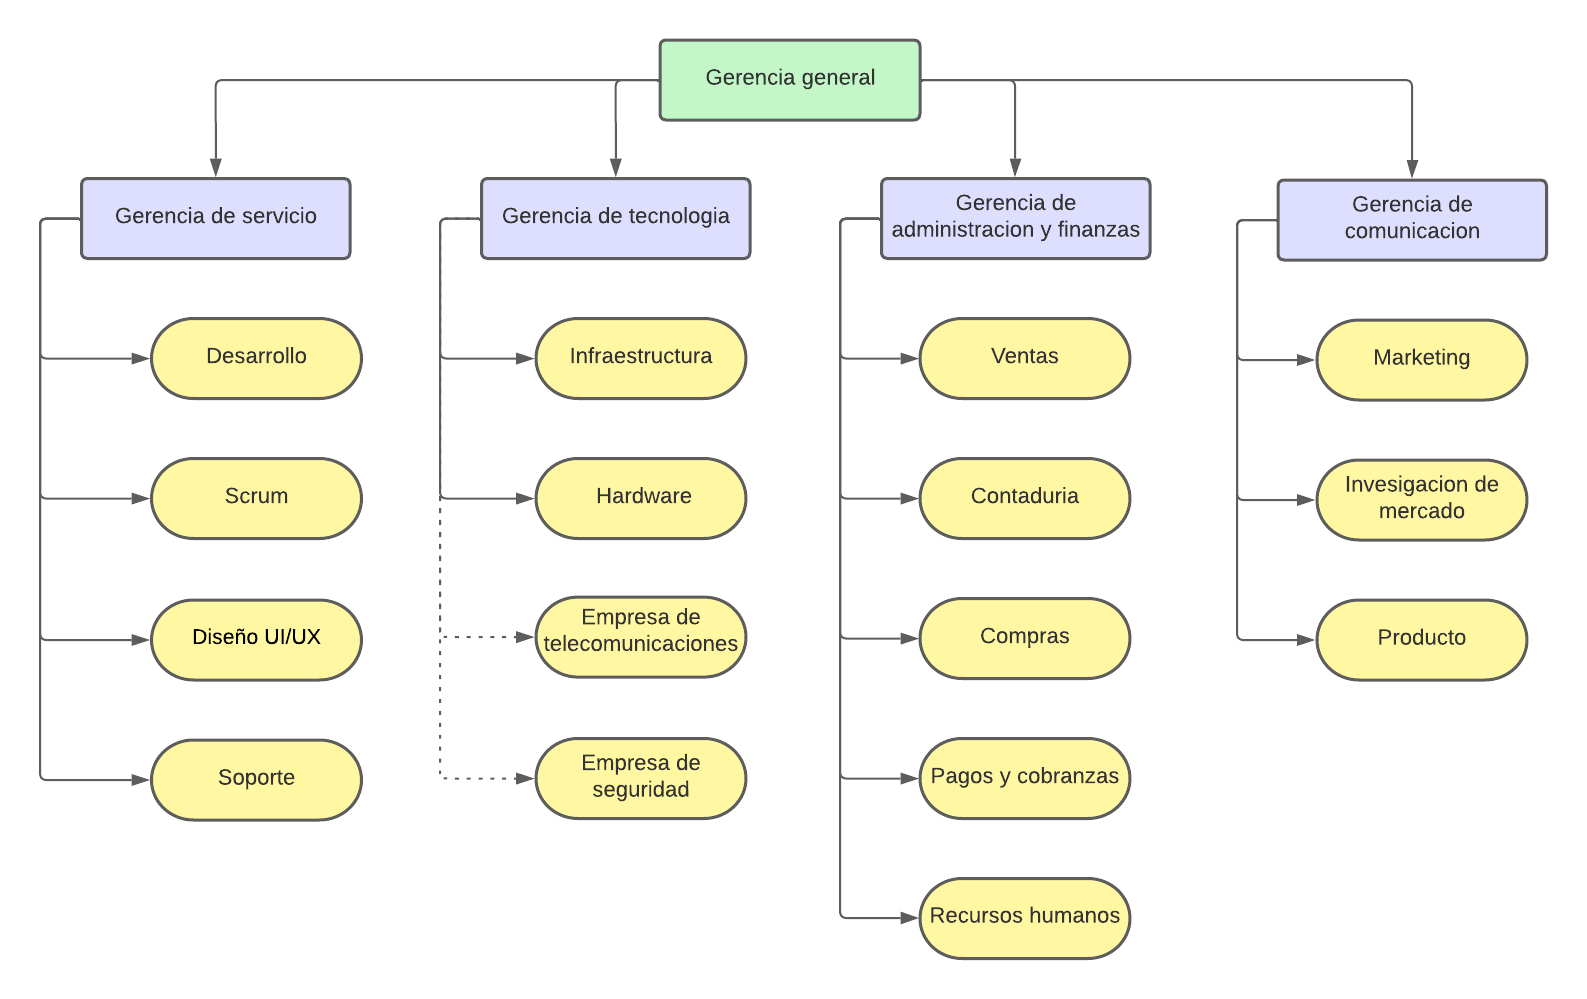 Gerencia general
Gerencia de servicio
Gerencia de tecnologia
Gerencia de
administracion y finanzas
Gerencia de
comunicacion
Desarrollo
Scrum
Diseño UI/UX
Soporte
Infraestructura
Hardware
Empresa de
telecomunicaciones
Empresa de
seguridad
Ventas
Contaduria
Compras
Pagos y cobranzas
Recursos humanos
Marketing
Invesigacion de
mercado
Producto